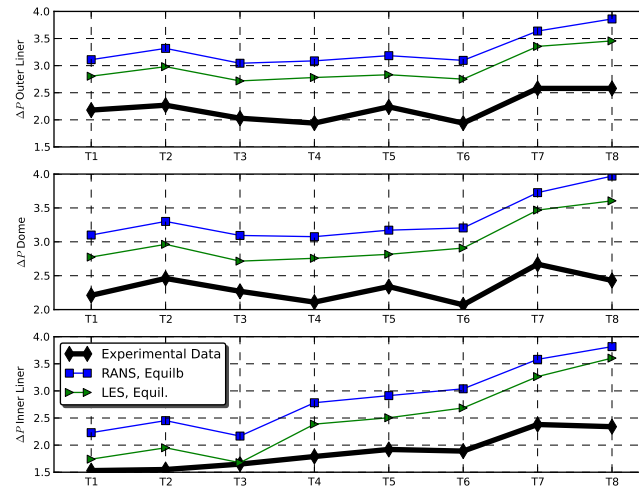 ΔP Outer Liner
4.0
3.5
3.0
2.5
2.0
1.5
T1 T2 T3 T4 T5 T6 T7 T8
ΔP Dome
4.0
3.5
3.0
2.5
2.0
T1 T2 T3 T4 T5 T6 T7 T8
ΔP Inner Liner
4.0
3.5
3.0
2.5
2.0
1.5
Experimental Data
RANS, Equilb
LES, Equil.
T1 T2 T3 T4 T5 T6 T7 T8